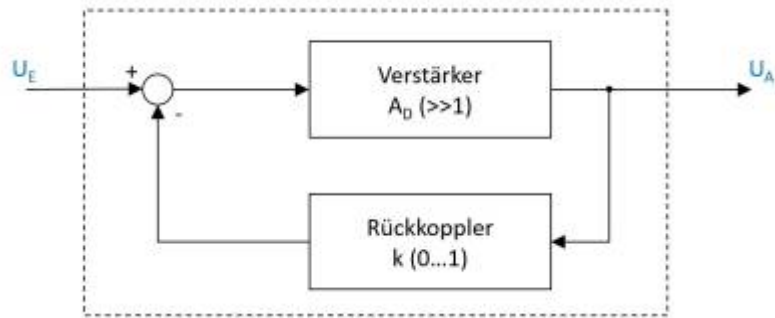 U_E
+
-
Verstärker
A_D (>>1)
U_A
Rückkoppler
k (0...1)